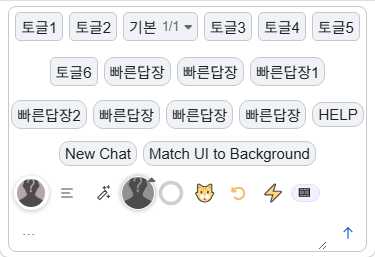 토글1 토글2 기본 1/1 토글3 토글4 토글5
토글6 빠른답장 빠른답장 빠른답장1
빠른답장2 빠른답장 빠른답장 빠른답장 HELP
New Chat Match UI to Background
...